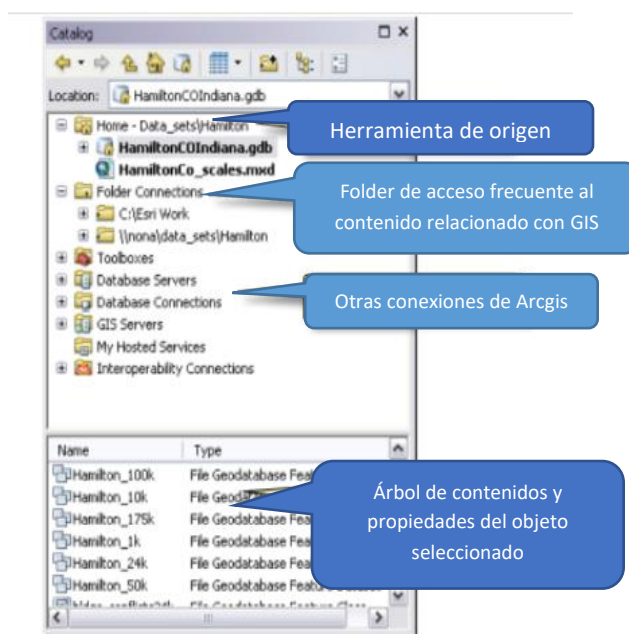 Catalog
Location: HamiltonCOIndiana.gdb
Home - Data_sets\Hamilton
Herramienta de origen
HamiltonCOIndiana.gdb
HamiltonCo_scales.mxd
Folder Connections
Folder de acceso frecuente al
contenido relacionado con GIS
C:\Esri Work
\\nona\data_sets\Hamilton
Toolboxes
Database Servers
Database Connections
Otras conexiones de Arcgis
GIS Servers
My Hosted Services
Interoperability Connections
Name Type
Hamilton_100k File Geodatabase
Hamilton_10k File
Hamilton_175k File Geodatabase
Hamilton_1k File Geodatabase
Hamilton_24k File Geodatabase
Hamilton_50k File Geodatabase Feature Dataset
Árbol de contenidos y
propiedades del objeto
seleccionado